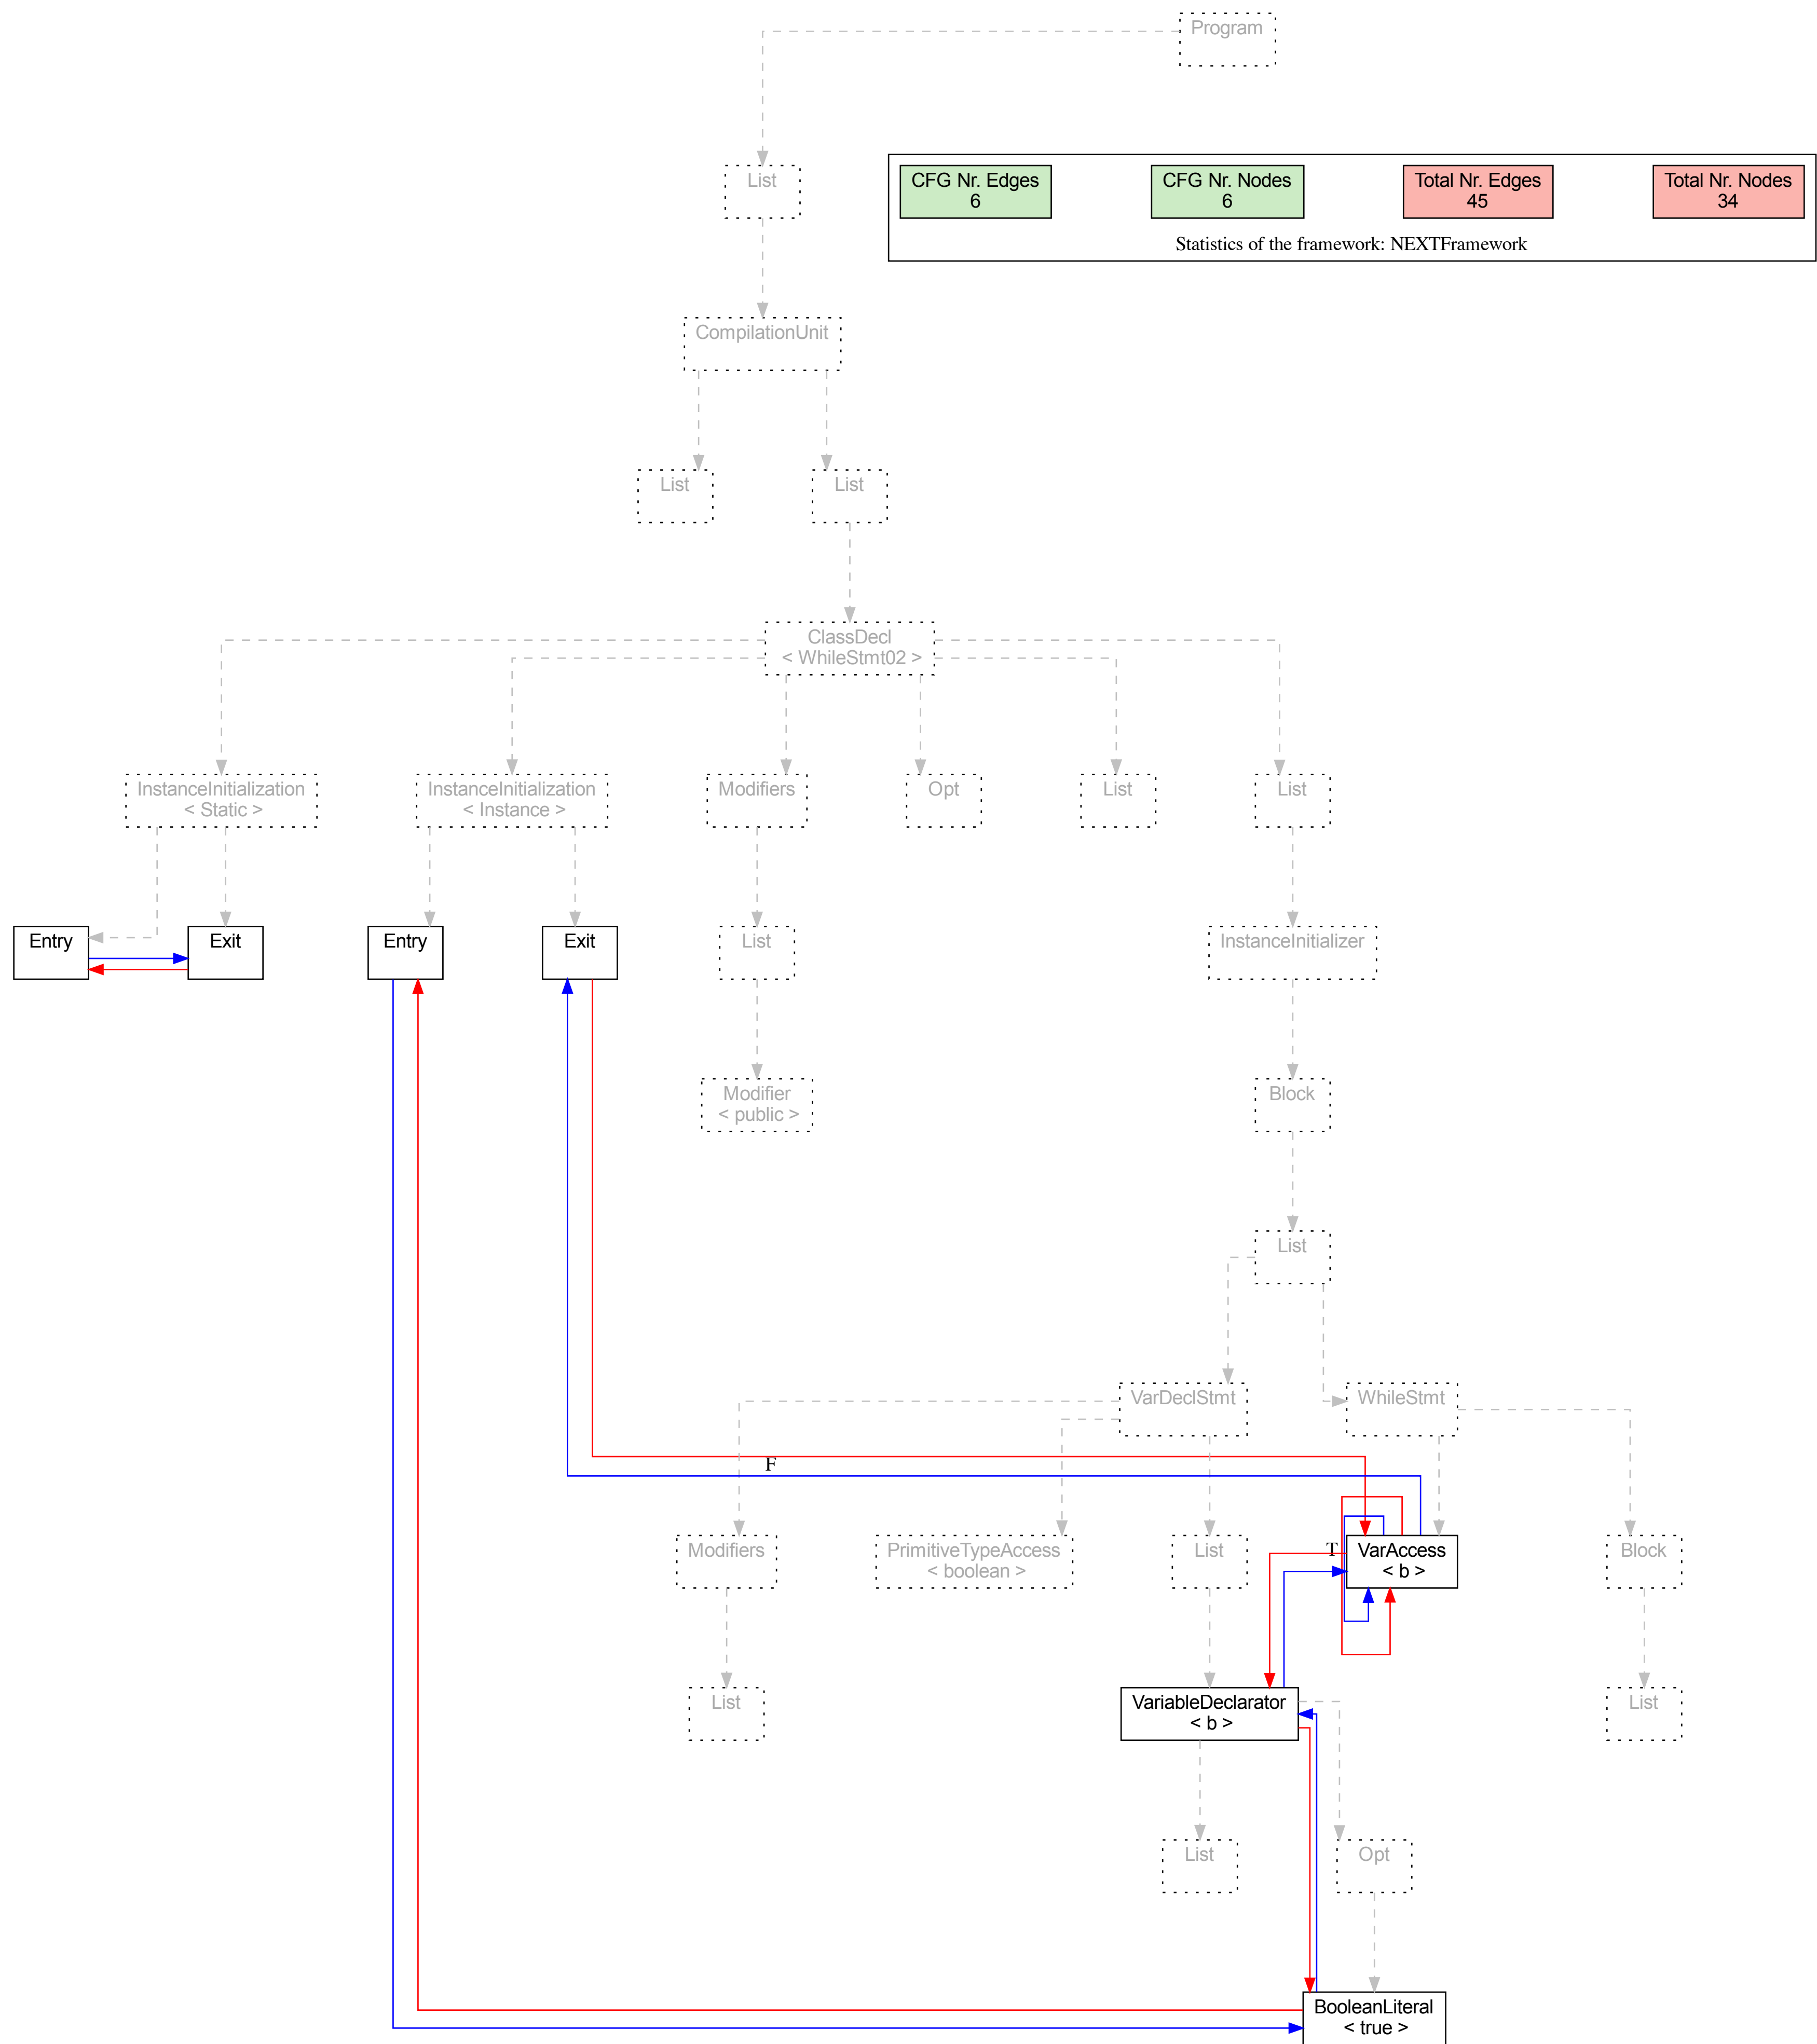 Program
List
CFG Nr. Edges
6
CFG Nr. Nodes
6
Total Nr. Edges
45
Total Nr. Nodes
34
Statistics of the framework: NEXTFramework
CompilationUnit
List
List
ClassDecl
< WhileStmt02 >
InstanceInitialization
< Static >
InstanceInitialization
< Instance >
Modifiers
Opt
List
List
Entry
Exit
Entry
Exit
List
InstanceInitializer
Modifier
< public >
Block
List
VarDeclStmt
WhileStmt
F
Modifiers
PrimitiveTypeAccess
< boolean >
List
T
VarAccess
< b >
Block
List
VariableDeclarator
< b >
List
List
Opt
BooleanLiteral
< true >